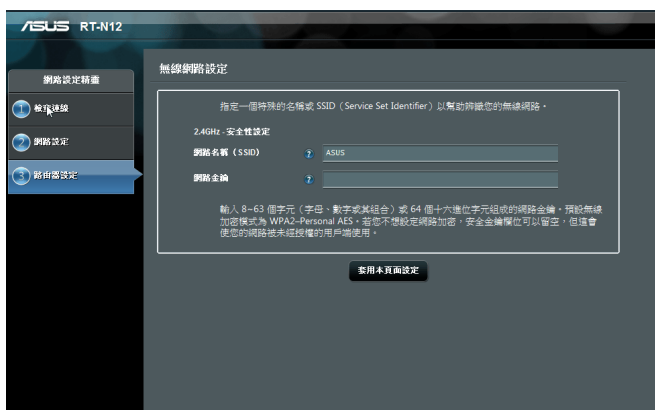 ASUS RT-N12
網路設定精靈
1 檢查連線
2 網路設定
3 路由器設定
無線網路設定
指定一個特殊的名稱或 SSID（Service Set Identifier）以幫助辨識您的無線網路。
2.4GHz - 安全性設定
網路名稱（SSID） ? ASUS
網路金鑰 ?
輸入 8~63 個字元（字母、數字或其組合）或 64 個十六進位字元組成的網路金鑰。預設無線
加密模式為 WPA2-Personal AES。若您不想設定網路加密，安全金鑰欄位可以留空，但這會
使您的網路被未經授權的用戶端使用。
套用本頁面設定